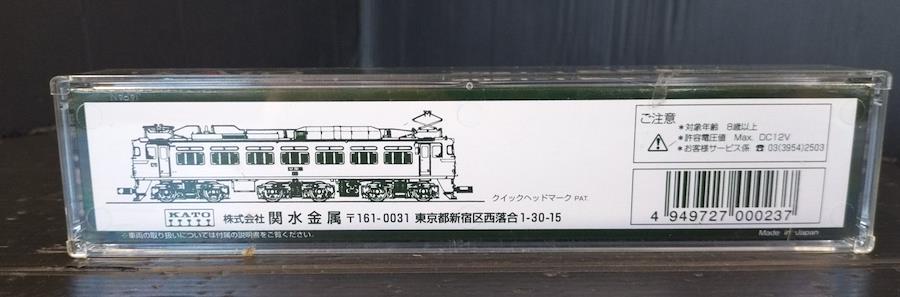 ご注意
*対象年齢 8歳以上
*許容電圧値 Max. DC12V
*お客様サービス係 ☎ 03(3954)2503
クイックヘッドマーク PAT.
KATO 株式会社 関水金属 〒161-0031 東京都新宿区西落合1-30-15
4 949727 000237
※車両の取り扱いについては付属の説明書をご覧ください。
Made in Japan